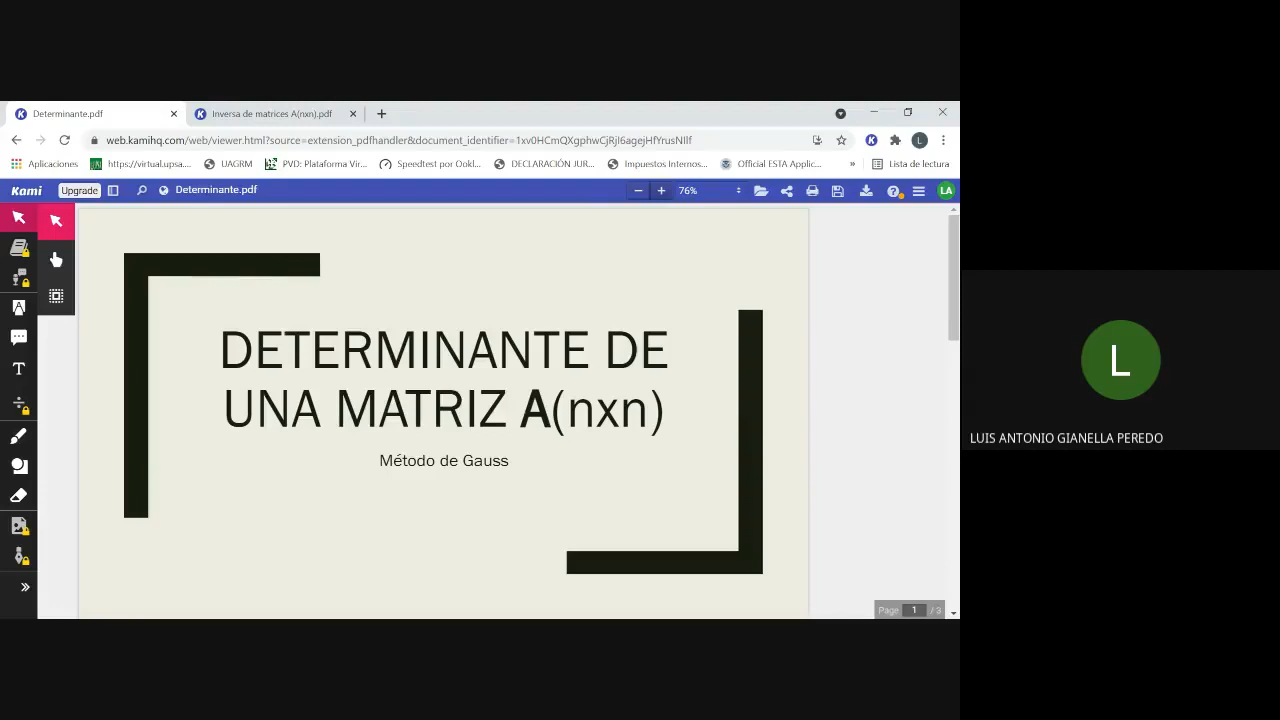 Determinante.pdf
Inversa de matrices A(nxn).pdf
web.kamihq.com/web/viewer.html?source=extension_pdfhandler&document_identifier=1xv0HCmQXgphwCjRjI6agejHfYrusNIlf
L
Aplicaciones
https://virtual.upsa....
UAGRM
PVD: Plataforma Vir...
Speedtest por Ookl...
DECLARACIÓN JUR...
Impuestos Internos...
Official ESTA Applic...
»
Lista de lectura
Kami
Upgrade
Determinante.pdf
76%
LA
DETERMINANTE DE
UNA MATRIZ A(nxn)
Método de Gauss
Page 1 / 3
L
LUIS ANTONIO GIANELLA PEREDO